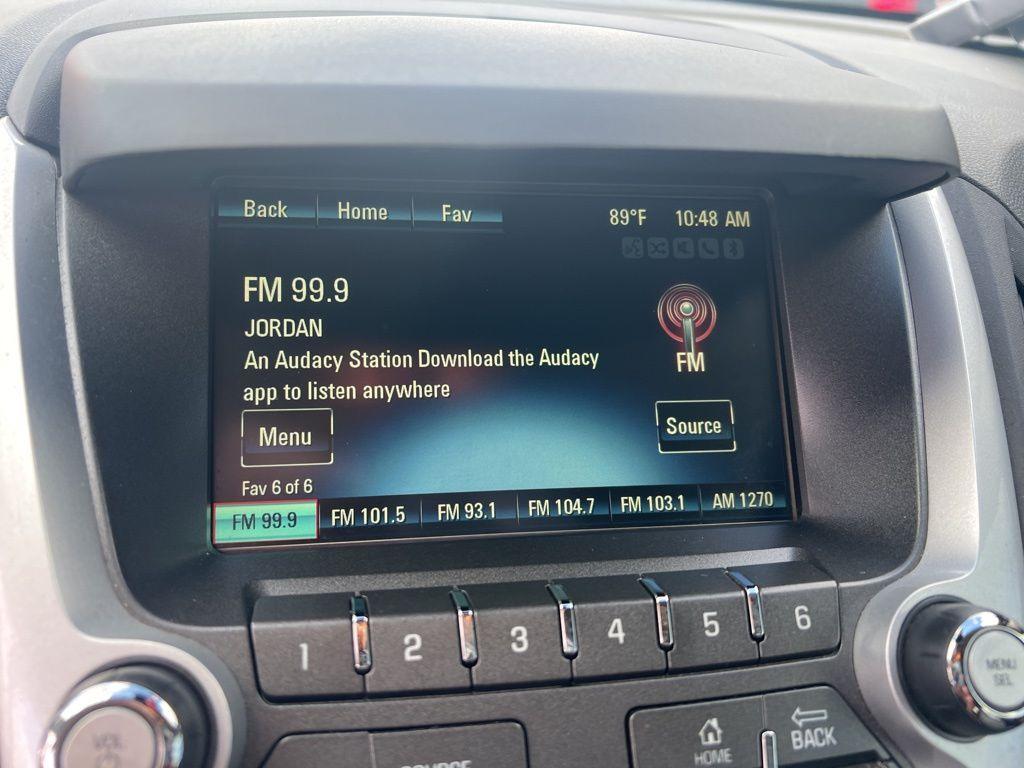 Back Home Fav 89°F 10:48 AM
FM 99.9
JORDAN
An Audacy Station Download the Audacy
app to listen anywhere
FM
Menu
Source
Fav 6 of 6
FM 99.9 FM 101.5 FM 93.1 FM 104.7 FM 103.1 AM 1270
1 2 3 4 5 6
MENU
SEL
VOL
HOME
BACK
SOURCE